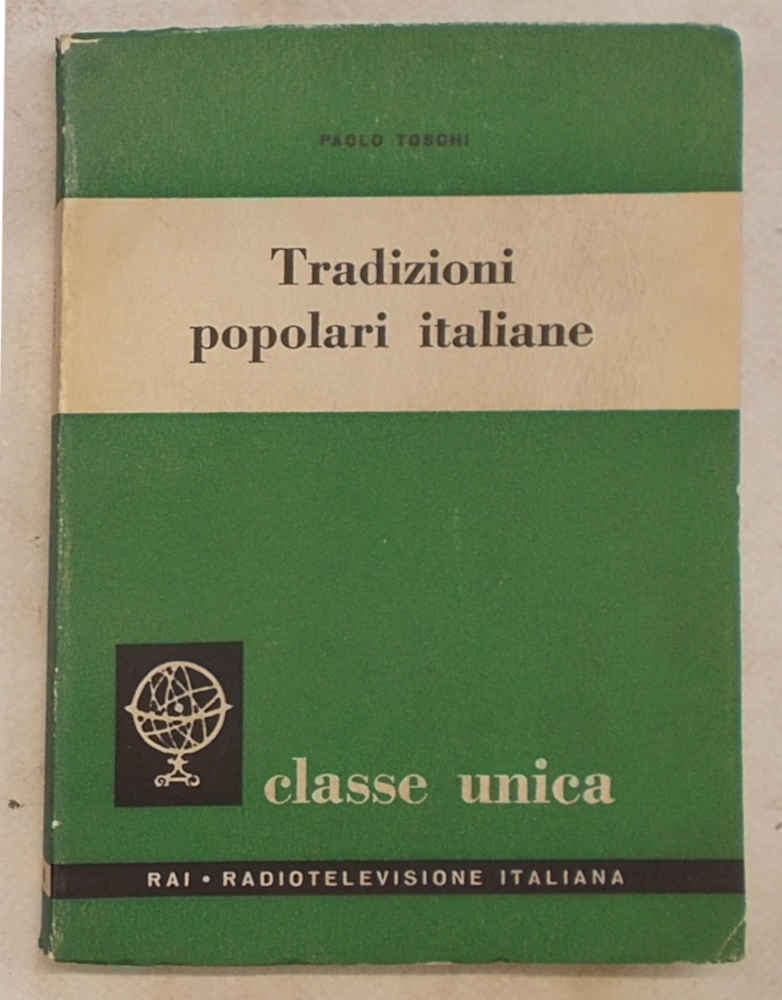 PAOLO TOSCHI
Tradizioni
popolari italiane
classe unica
RAI • RADIOTELEVISIONE ITALIANA